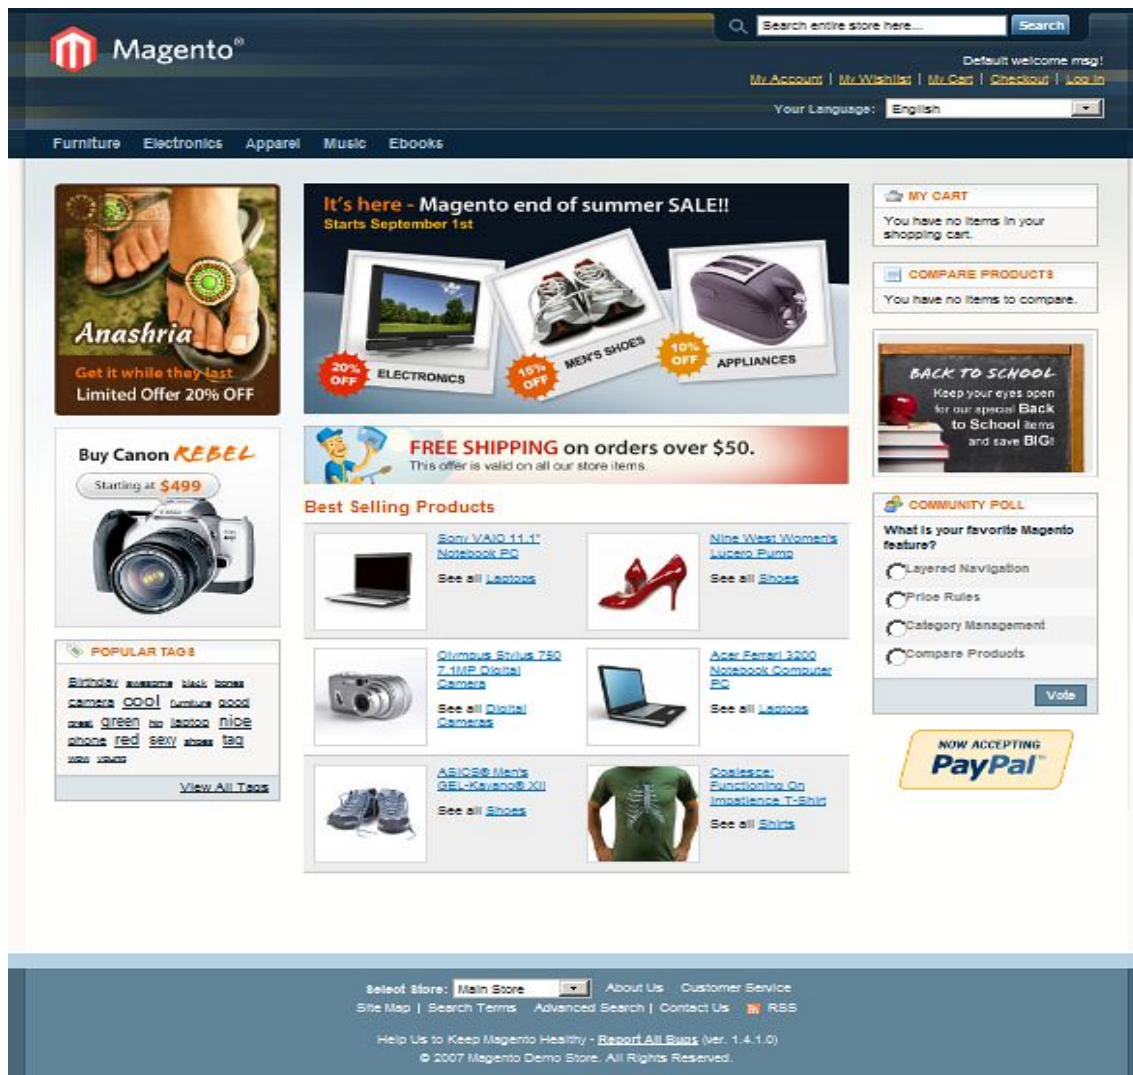 Magento®
Search entire store here...
Search
Default welcome msg!
My Account | My Wishlist | My Cart | Checkout | Log In
Your Language: English
Furniture Electronics Apparel Music Ebooks
Anashria
Get it while they last
Limited Offer 20% OFF
Buy Canon REBEL
Starting at $499
POPULAR TAGS
Birthday awesome black bones
camera cool furniture good
great green hip laptop nice
phone red sexy shoes tag
wow young
View All Tags
It's here - Magento end of summer SALE!!
Starts September 1st
20% OFF
ELECTRONICS
15% OFF
MEN'S SHOES
10% OFF
APPLIANCES
FREE SHIPPING on orders over $50.
This offer is valid on all our store items.
Best Selling Products
Sony VAIO 11.1"
Notebook PC
See all Laptops
Nine West Women's
Lucero Pump
See all Shoes
Olympus Stylus 750
7.1MP Digital
Camera
See all Digital
Cameras
Acer Ferrari 3200
Notebook Computer
PC
See all Laptops
ASICS® Men's
GEL-Kayano® XII
See all Shoes
Coalesce:
Functioning On
Impatience T-Shirt
See all Shirts
MY CART
You have no items in your
shopping cart.
COMPARE PRODUCTS
You have no items to compare.
BACK TO SCHOOL
Keep your eyes open
for our special Back
to School items
and save BIG!
COMMUNITY POLL
What is your favorite Magento
feature?
Layered Navigation
Price Rules
Category Management
Compare Products
Vote
NOW ACCEPTING
PayPal™
Select Store: Main Store About Us Customer Service
Site Map | Search Terms Advanced Search | Contact Us RSS
Help Us to Keep Magento Healthy - Report All Bugs (ver. 1.4.1.0)
© 2007 Magento Demo Store. All Rights Reserved.